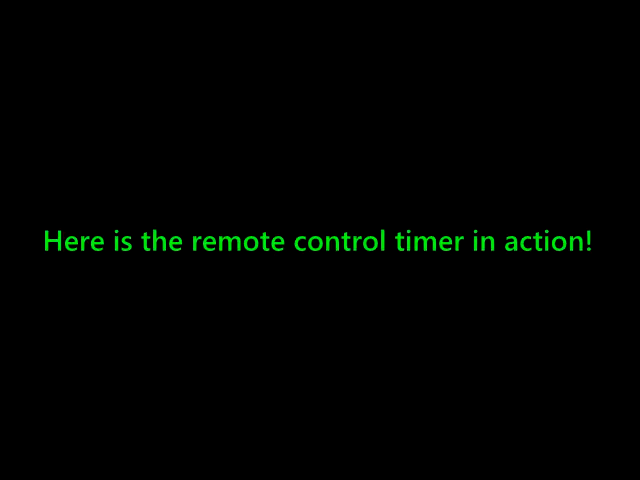 Here is the remote control timer in action!